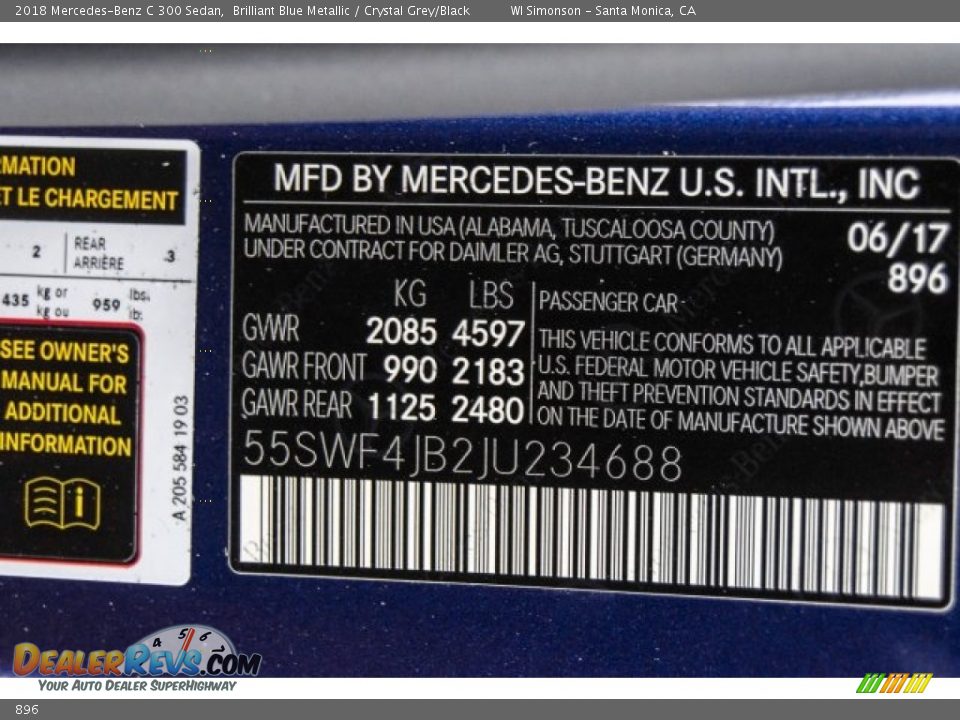 2018 Mercedes-Benz C 300 Sedan, Brilliant Blue Metallic / Crystal Grey/Black WI Simonson - Santa Monica, CA
RMATION
ET LE CHARGEMENT
2 REAR ARRIÈRE 3
435 kg or kg ou 959 lbs. lb.
SEE OWNER'S
MANUAL FOR
ADDITIONAL
INFORMATION
A 205 584 19 03
MFD BY MERCEDES-BENZ U.S. INTL., INC
MANUFACTURED IN USA (ALABAMA, TUSCALOOSA COUNTY)
UNDER CONTRACT FOR DAIMLER AG, STUTTGART (GERMANY)
06/17
896
KG LBS
GVWR 2085 4597
GAWR FRONT 990 2183
GAWR REAR 1125 2480
PASSENGER CAR
THIS VEHICLE CONFORMS TO ALL APPLICABLE
U.S. FEDERAL MOTOR VEHICLE SAFETY,BUMPER
AND THEFT PREVENTION STANDARDS IN EFFECT
ON THE DATE OF MANUFACTURE SHOWN ABOVE
55SWF4JB2JU234688
4 5 6
DEALERREVS.COM
YOUR AUTO DEALER SUPERHIGHWAY
896